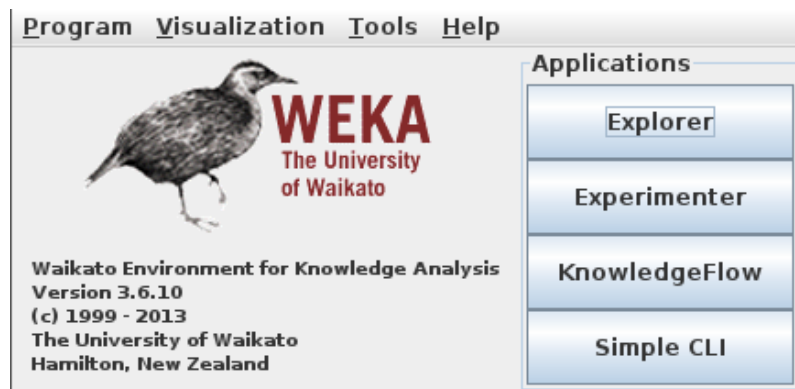 Program Visualization Tools Help
WEKA
The University
of Waikato
Waikato Environment for Knowledge Analysis
Version 3.6.10
(c) 1999 - 2013
The University of Waikato
Hamilton, New Zealand
Applications
Explorer
Experimenter
KnowledgeFlow
Simple CLI